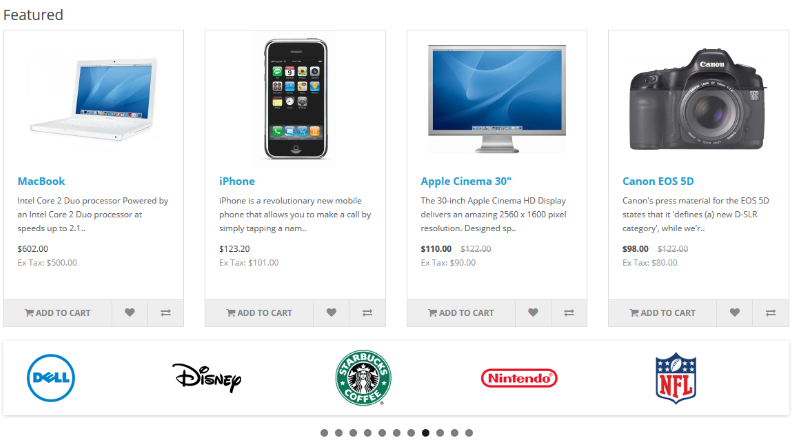 Featured
Canon
MacBook
Intel Core 2 Duo processor Powered by
an Intel Core 2 Duo processor at
speeds up to 2.1..
$602.00
Ex Tax: $500.00
ADD TO CART
iPhone
iPhone is a revolutionary new mobile
phone that allows you to make a call by
simply tapping a nam..
$123.20
Ex Tax: $101.00
ADD TO CART
Apple Cinema 30"
The 30-inch Apple Cinema HD Display
delivers an amazing 2560 x 1600 pixel
resolution. Designed sp..
$110.00 $122.00
Ex Tax: $90.00
ADD TO CART
Canon EOS 5D
Canon's press material for the EOS 5D
states that it 'defines (a) new D-SLR
category', while we'r..
$98.00 $122.00
Ex Tax: $80.00
ADD TO CART
DELL
Disney
STARBUCKS
COFFEE
Nintendo
NFL